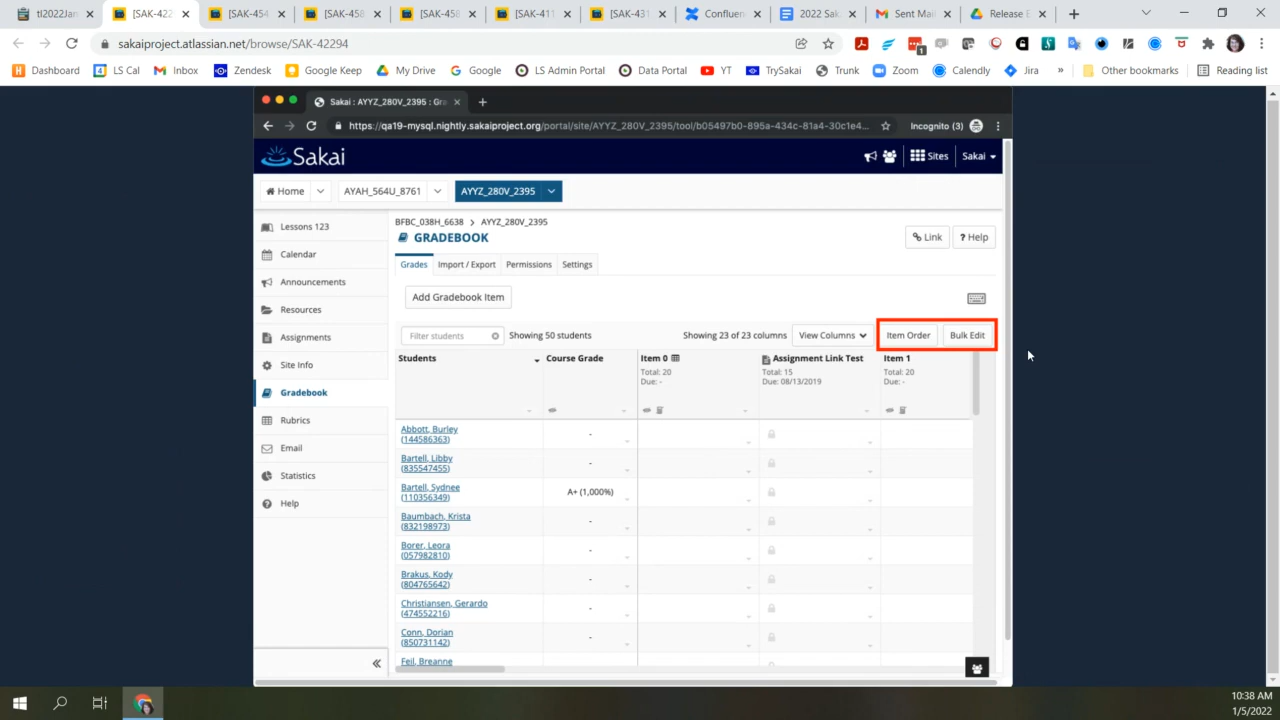 tl2022Jan
[SAK-422
[SAK-454
[SAK-458
[SAK-458
[SAK-411
[SAK-431
Confluen
2022 Sak
Sent Mai
Release E
sakaiproject.atlassian.net/browse/SAK-42294
1
Dashboard
LS Cal
Inbox
Zendesk
Google Keep
My Drive
Google
LS Admin Portal
Data Portal
YT
TrySakai
Trunk
Zoom
Calendly
Jira
»
Other bookmarks
Reading list
Sakai : AYYZ_280V_2395 : Gra
https://qa19-mysql.nightly.sakaiproject.org/portal/site/AYYZ_280V_2395/tool/b05497b0-895a-434c-81a4-30c1e4...
Incognito (3)
Sakai
Sites
Sakai
Home
AYAH_564U_8761
AYYZ_280V_2395
Lessons 123
Calendar
Announcements
Resources
Assignments
Site Info
Gradebook
Rubrics
Email
Statistics
Help
BFBC_038H_6638 > AYYZ_280V_2395
GRADEBOOK
Link
? Help
Grades
Import / Export
Permissions
Settings
Add Gradebook Item
Filter students
Showing 50 students
Showing 23 of 23 columns
View Columns
Item Order
Bulk Edit
Students
Course Grade
Item 0
Total: 20
Due: -
Assignment Link Test
Total: 15
Due: 08/13/2019
Item 1
Total: 20
Due: -
Abbott, Burley
(144586363)
-
Bartell, Libby
(835547455)
-
Bartell, Sydnee
(110356349)
A+ (1,000%)
Baumbach, Krista
(832198973)
-
Borer, Leora
(057982810)
-
Brakus, Kody
(804765642)
-
Christiansen, Gerardo
(474552216)
-
Conn, Dorian
(850731142)
-
Feil, Breanne
10:38 AM
1/5/2022